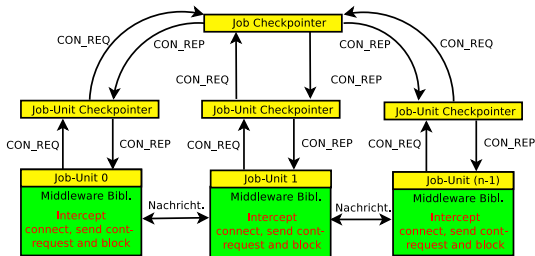 Job Checkpointer
CON_REQ
CON_REP
CON_REQ
CON_REP
CON_REP
CON_REQ
Job-Unit Checkpointer
Job-Unit Checkpointer
Job-Unit Checkpointer
CON_REQ
CON_REP
CON_REQ
CON_REP
CON_REQ
CON_REP
Job-Unit 0
Middleware Bibl.
Intercept
connect, send cont-
request and block
Nachricht.
Job-Unit 1
Middleware Bibl.
Intercept
connect, send cont-
request and block
Nachricht.
Job-Unit (n-1)
Middleware Bibl.
Intercept
connect, send cont-
request and block